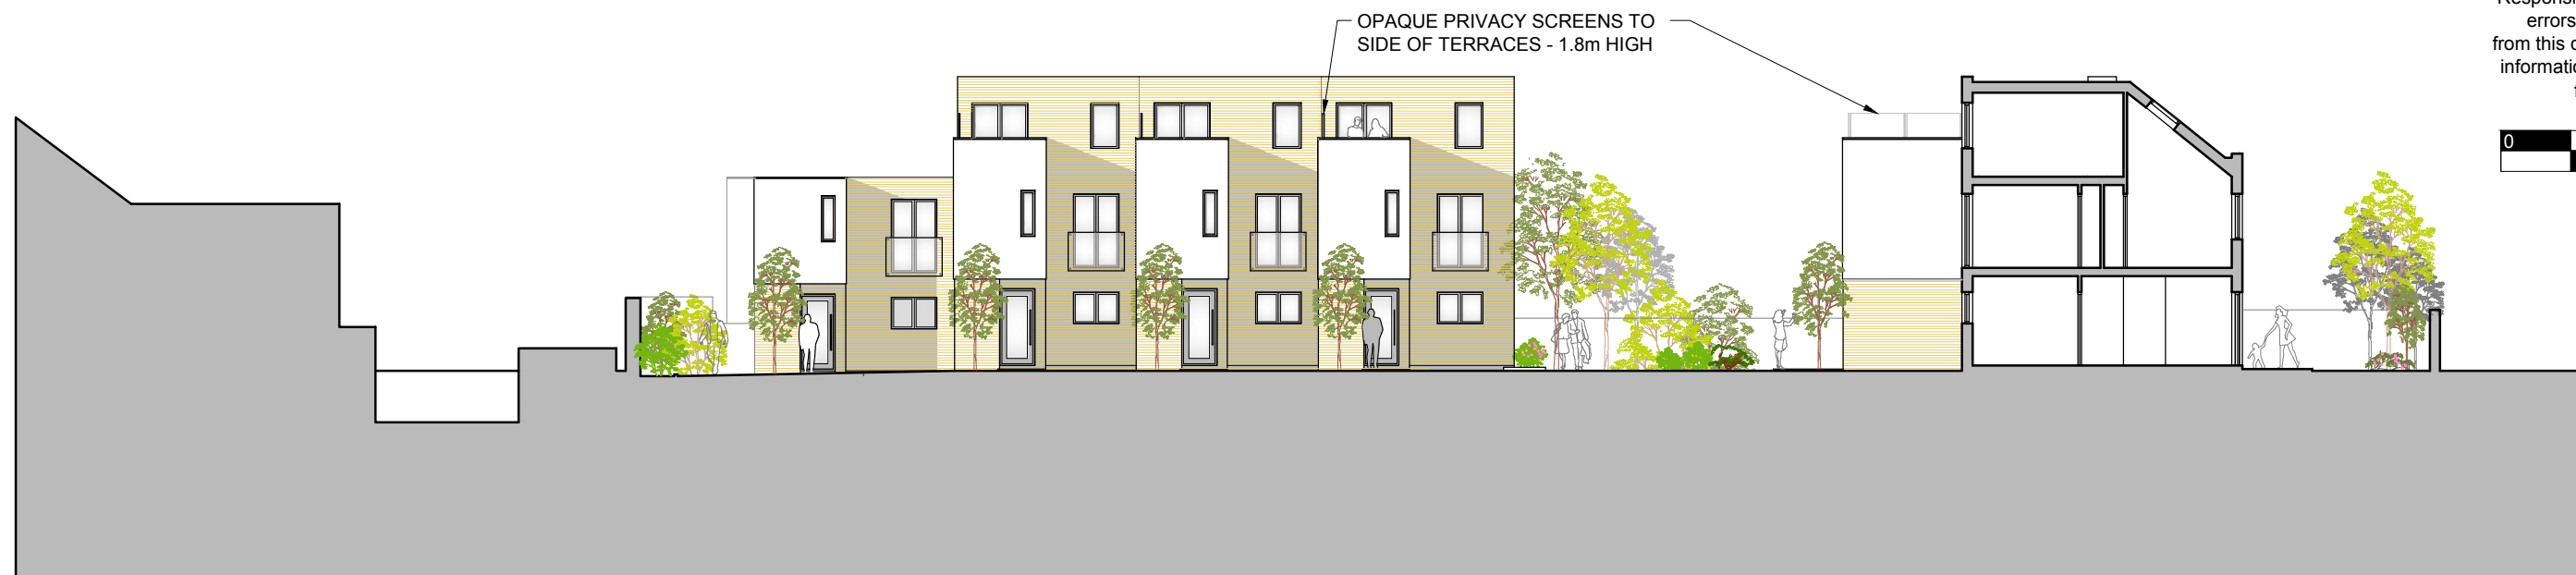 OPAQUE PRIVACY SCREENS TO
SIDE OF TERRACES - 1.8m HIGH
errors
from this
0